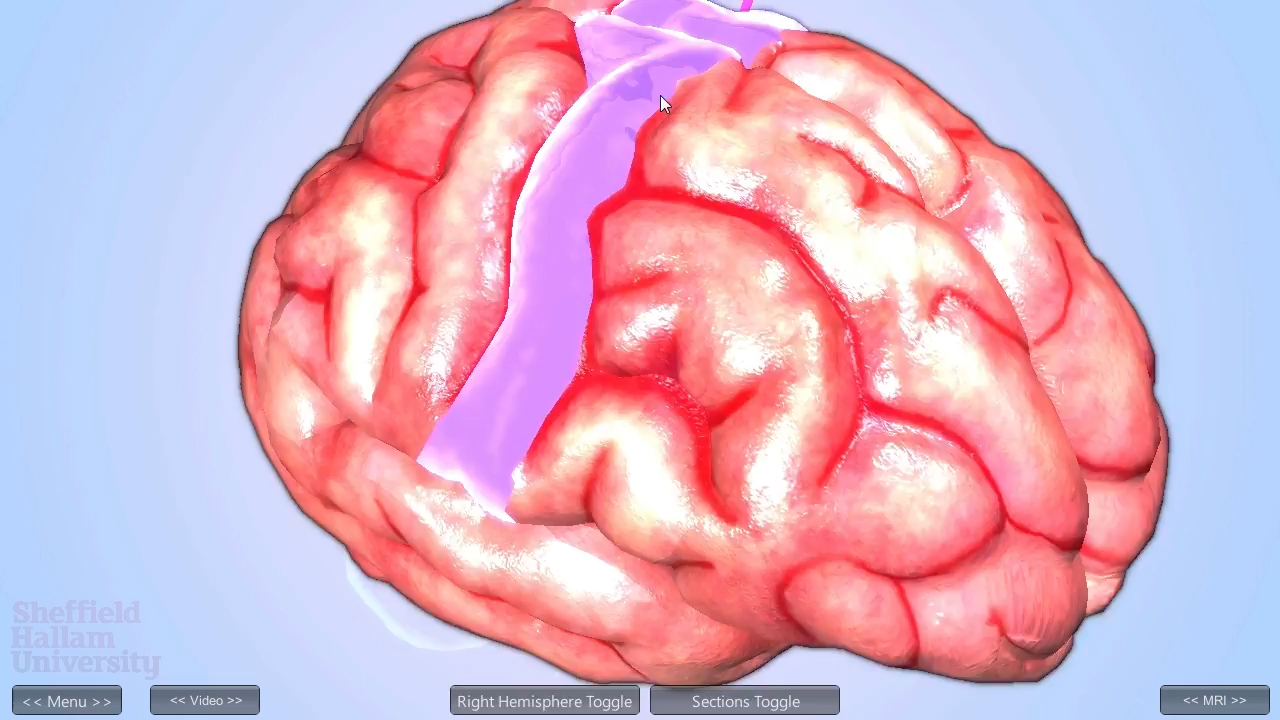 Sheffield
Hallam
University
<< Menu >>
<< Video >>
Right Hemisphere Toggle
Sections Toggle
<< MRI >>